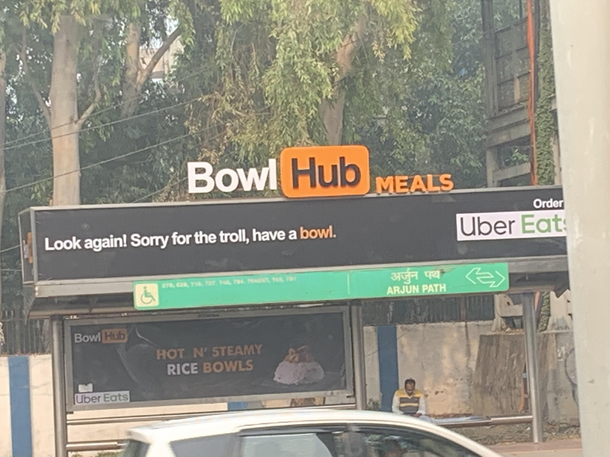 Bowl Hub MEALS
Order
Look again! Sorry for the troll, have a bowl.
Uber Eats
अर्जुन पथ
ARJUN PATH
Bowl Hub
HOT N' STEAMY
RICE BOWLS
Uber Eats